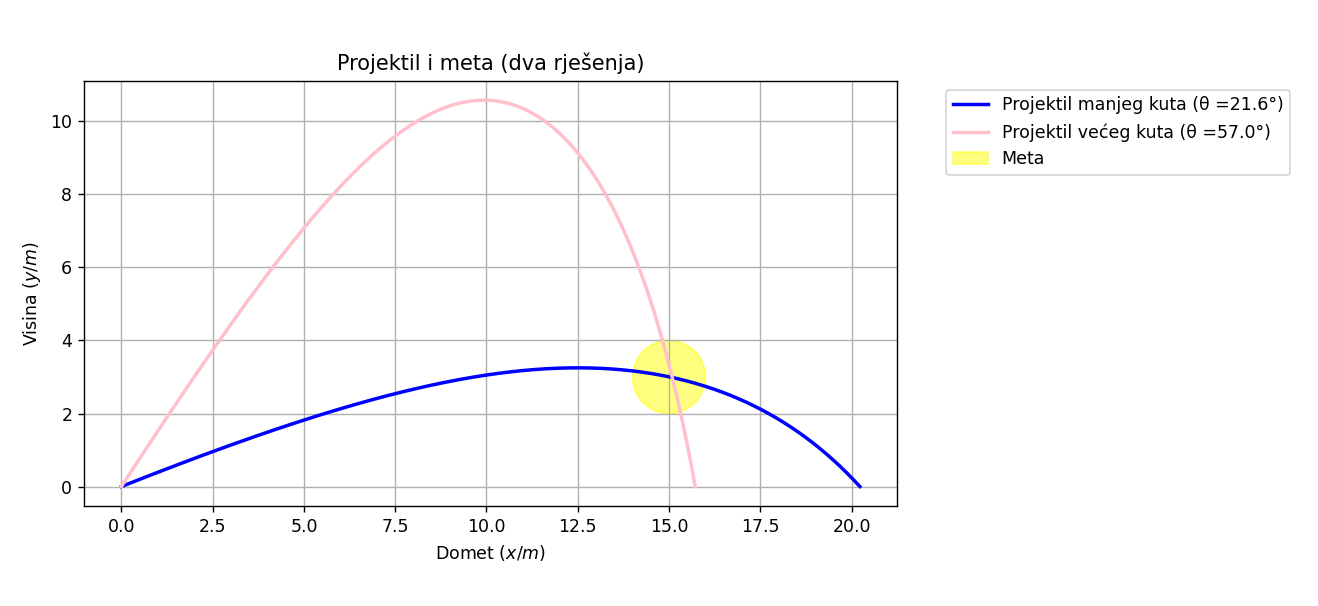 Projektil i meta (dva rješenja)
Projektil manjeg kuta (θ =21.6°)
Projektil većeg kuta (θ =57.0°)
Meta
Visina (y/m)
10
8
6
4
2
0
0.0 2.5 5.0 7.5 10.0 12.5 15.0 17.5 20.0
Domet (x/m)